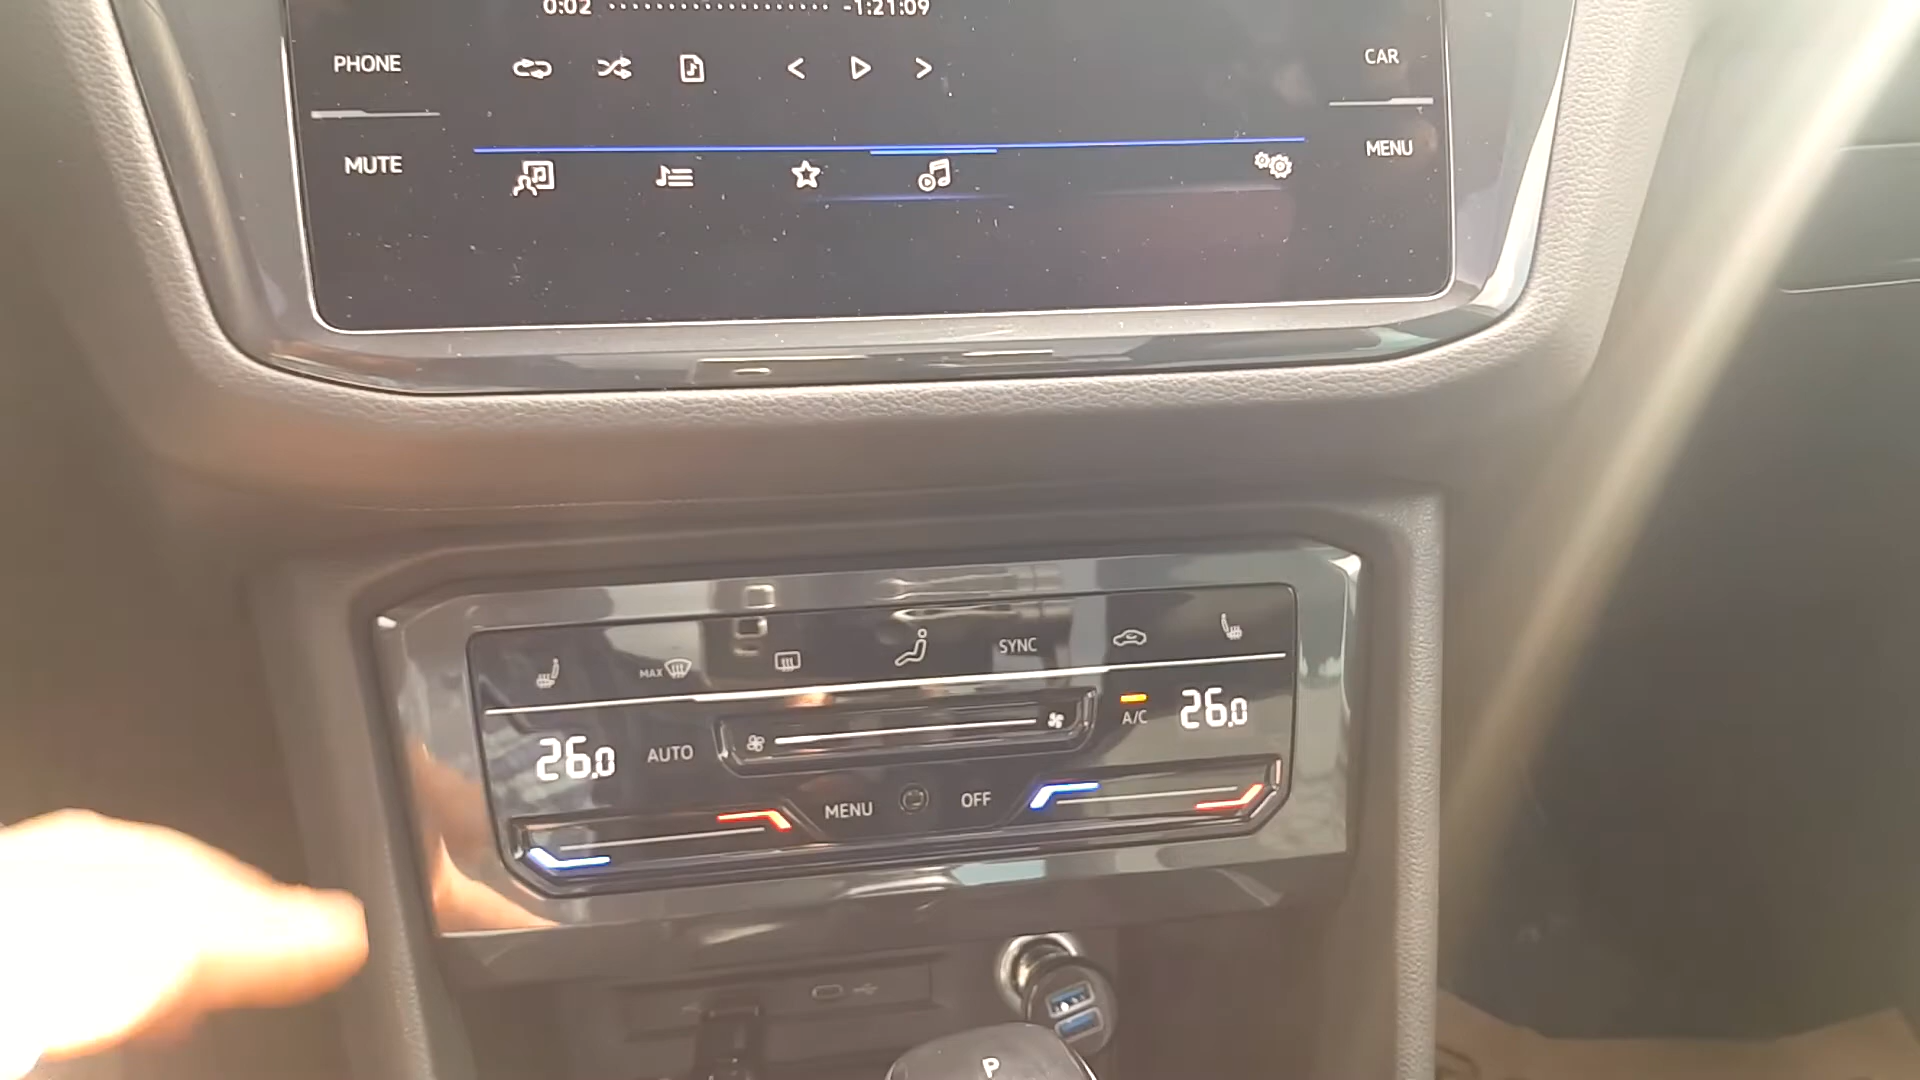 0:02 -1:21:09
PHONE CAR
MUTE MENU
MAX SYNC
26.0 AUTO A/C 26.0
MENU OFF
P